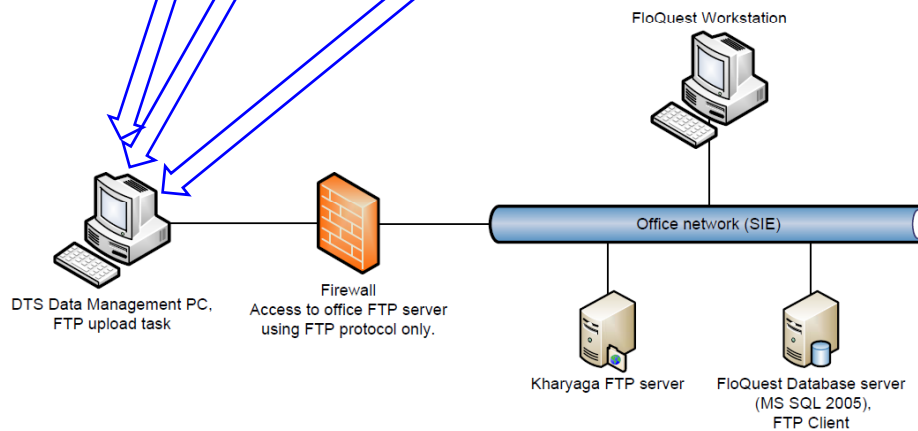 FloQuest Workstation
Office network (SIE)
DTS Data Management PC,
FTP upload task
Firewall
Access to office FTP server
using FTP protocol only.
Kharyaga FTP server
FloQuest Database server
(MS SQL 2005),
FTP Client